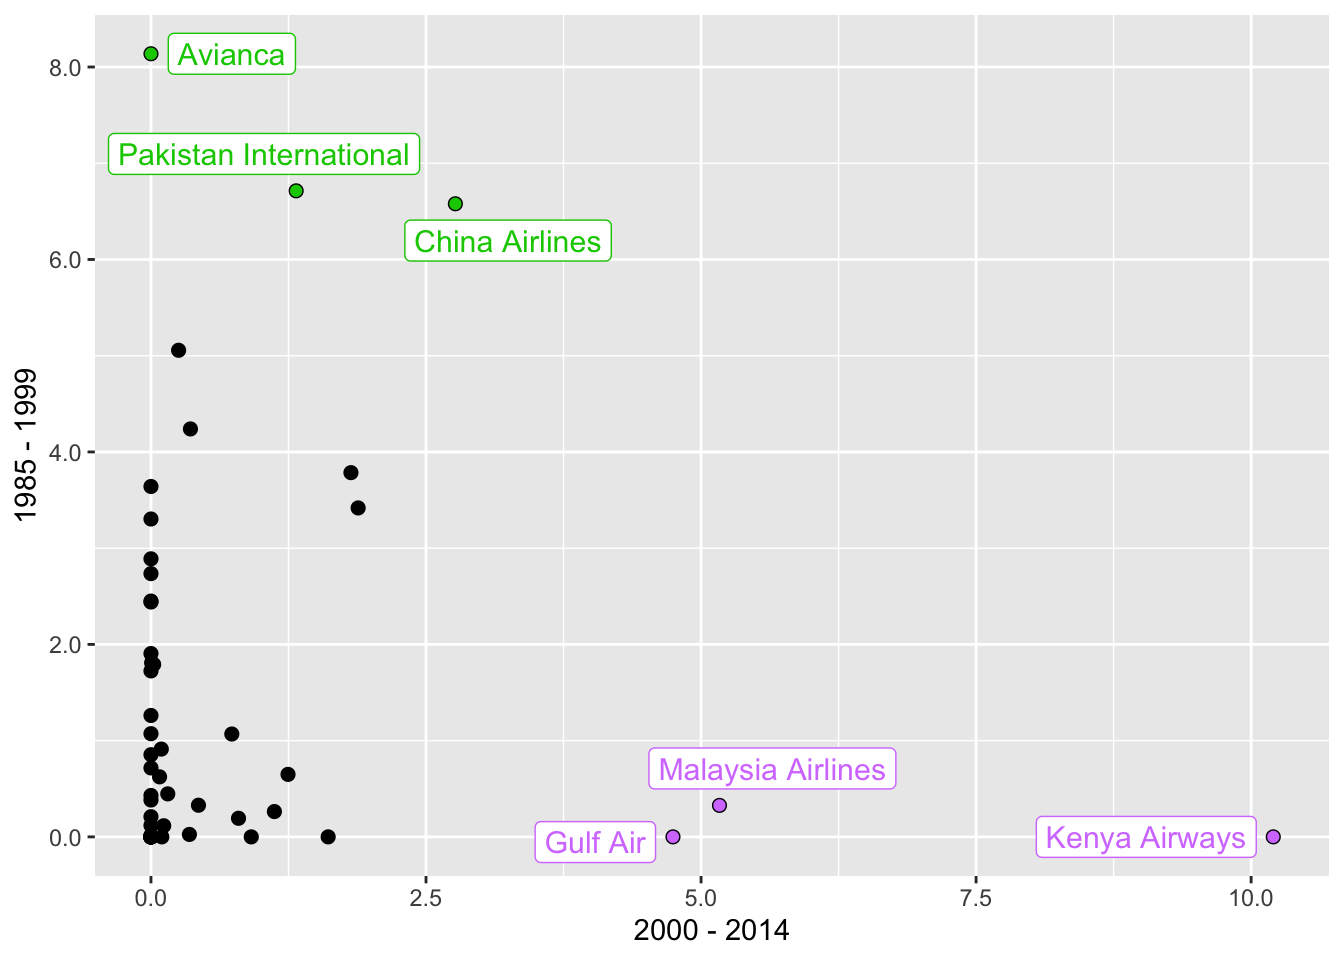 8.0
6.0
4.0
2.0
0.0
1985 - 1999
Avianca
Pakistan International
China Airlines
Malaysia Airlines
Gulf Air
Kenya Airways
0.0
2.5
5.0
7.5
10.0
2000 - 2014